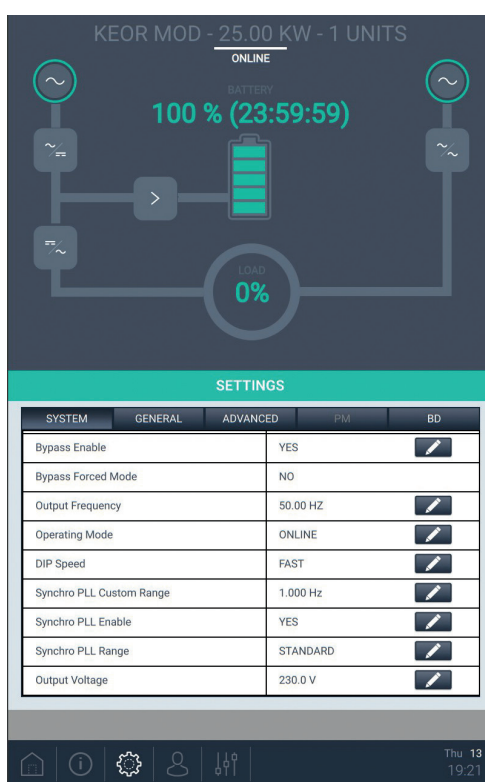 KEOR MOD - 25.00 KW - 1 UNITS
ONLINE
BATTERY
100 % (23:59:59)
LOAD
0%
SETTINGS
SYSTEM GENERAL ADVANCED PM BD
Bypass Enable YES
Bypass Forced Mode NO
Output Frequency 50.00 HZ
Operating Mode ONLINE
DIP Speed FAST
Synchro PLL Custom Range 1.000 Hz
Synchro PLL Enable YES
Synchro PLL Range STANDARD
Output Voltage 230.0 V
Thu 13
19:21